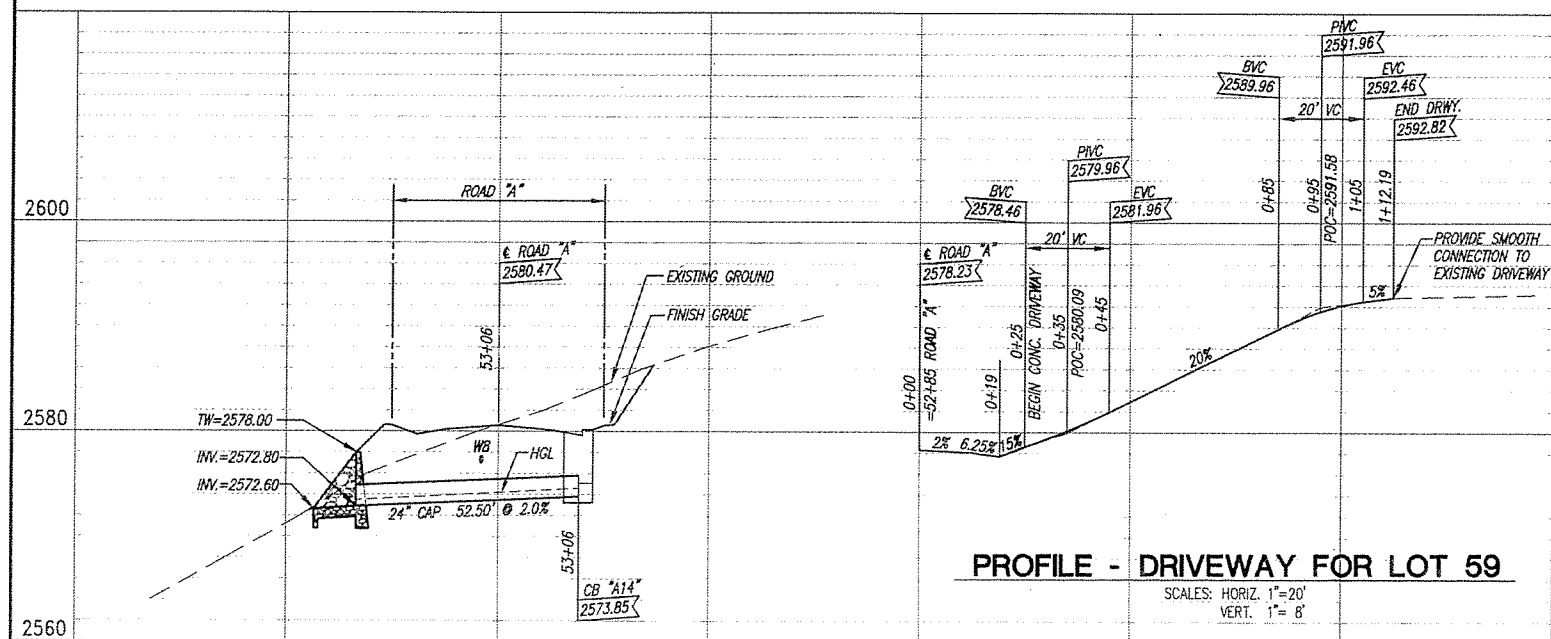 2600
2580
2560
ROAD "A"
℄ ROAD "A"
2580.47
53+06
EXISTING GROUND
FINISH GRADE
TW=2578.00
INV.=2572.80
INV.=2572.60
HGL
24" CAP 52.50' @ 2.0%
53+06
CB "A14"
2573.85
℄ ROAD "A"
2578.23
0+00
=52+85 ROAD "A"
2% 6.25% 15%
0+19
BVC
2578.46
0+25
BEGIN CONC. DRIVEWAY
20' VC
PIVC
2579.96
0+35
POC=2580.09
EVC
2581.96
0+45
20%
BVC
2589.96
0+85
20' VC
PIVC
2591.96
0+95
POC=2591.58
EVC
2592.46
1+05
END DRWY.
2592.82
1+12.19
5%
PROVIDE SMOOTH
CONNECTION TO
EXISTING DRIVEWAY
PROFILE - DRIVEWAY FOR LOT 59
SCALES: HORIZ. 1"=20'
VERT. 1"= 8'